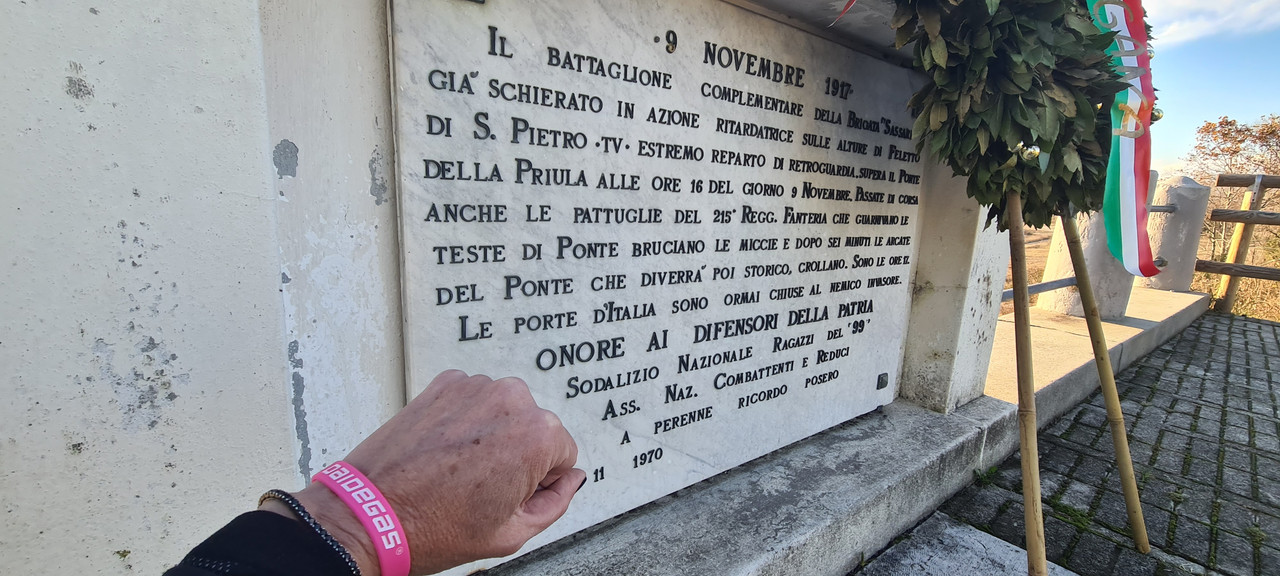 ·9 NOVEMBRE 1917·
IL BATTAGLIONE COMPLEMENTARE DELLA BRIGATA "SASSARI
GIA" SCHIERATO IN AZIONE RITARDATRICE SULLE ALTURE DI FELETTO
DI S. PIETRO ·TV· ESTREMO REPARTO DI RETROGUARDIA, SUPERA IL PONTE
DELLA PRIULA ALLE ORE 16 DEL GIORNO 9 NOVEMBRE. PASSATE DI CORSA
ANCHE LE PATTUGLIE DEL 215° REGG. FANTERIA CHE GUARNIVANO LE
TESTE DI PONTE BRUCIANO LE MICCIE E DOPO SEI MINUTI LE ARCATE
DEL PONTE CHE DIVERRA" POI STORICO, CROLLANO. SONO LE ORE 17.
LE PORTE D'ITALIA SONO ORMAI CHIUSE AL NEMICO INVASORE.
ONORE AI DIFENSORI DELLA PATRIA
SODALIZIO NAZIONALE RAGAZZI DEL "99"
ASS. NAZ. COMBATTENTI E REDUCI
A PERENNE RICORDO POSERO
11 1970